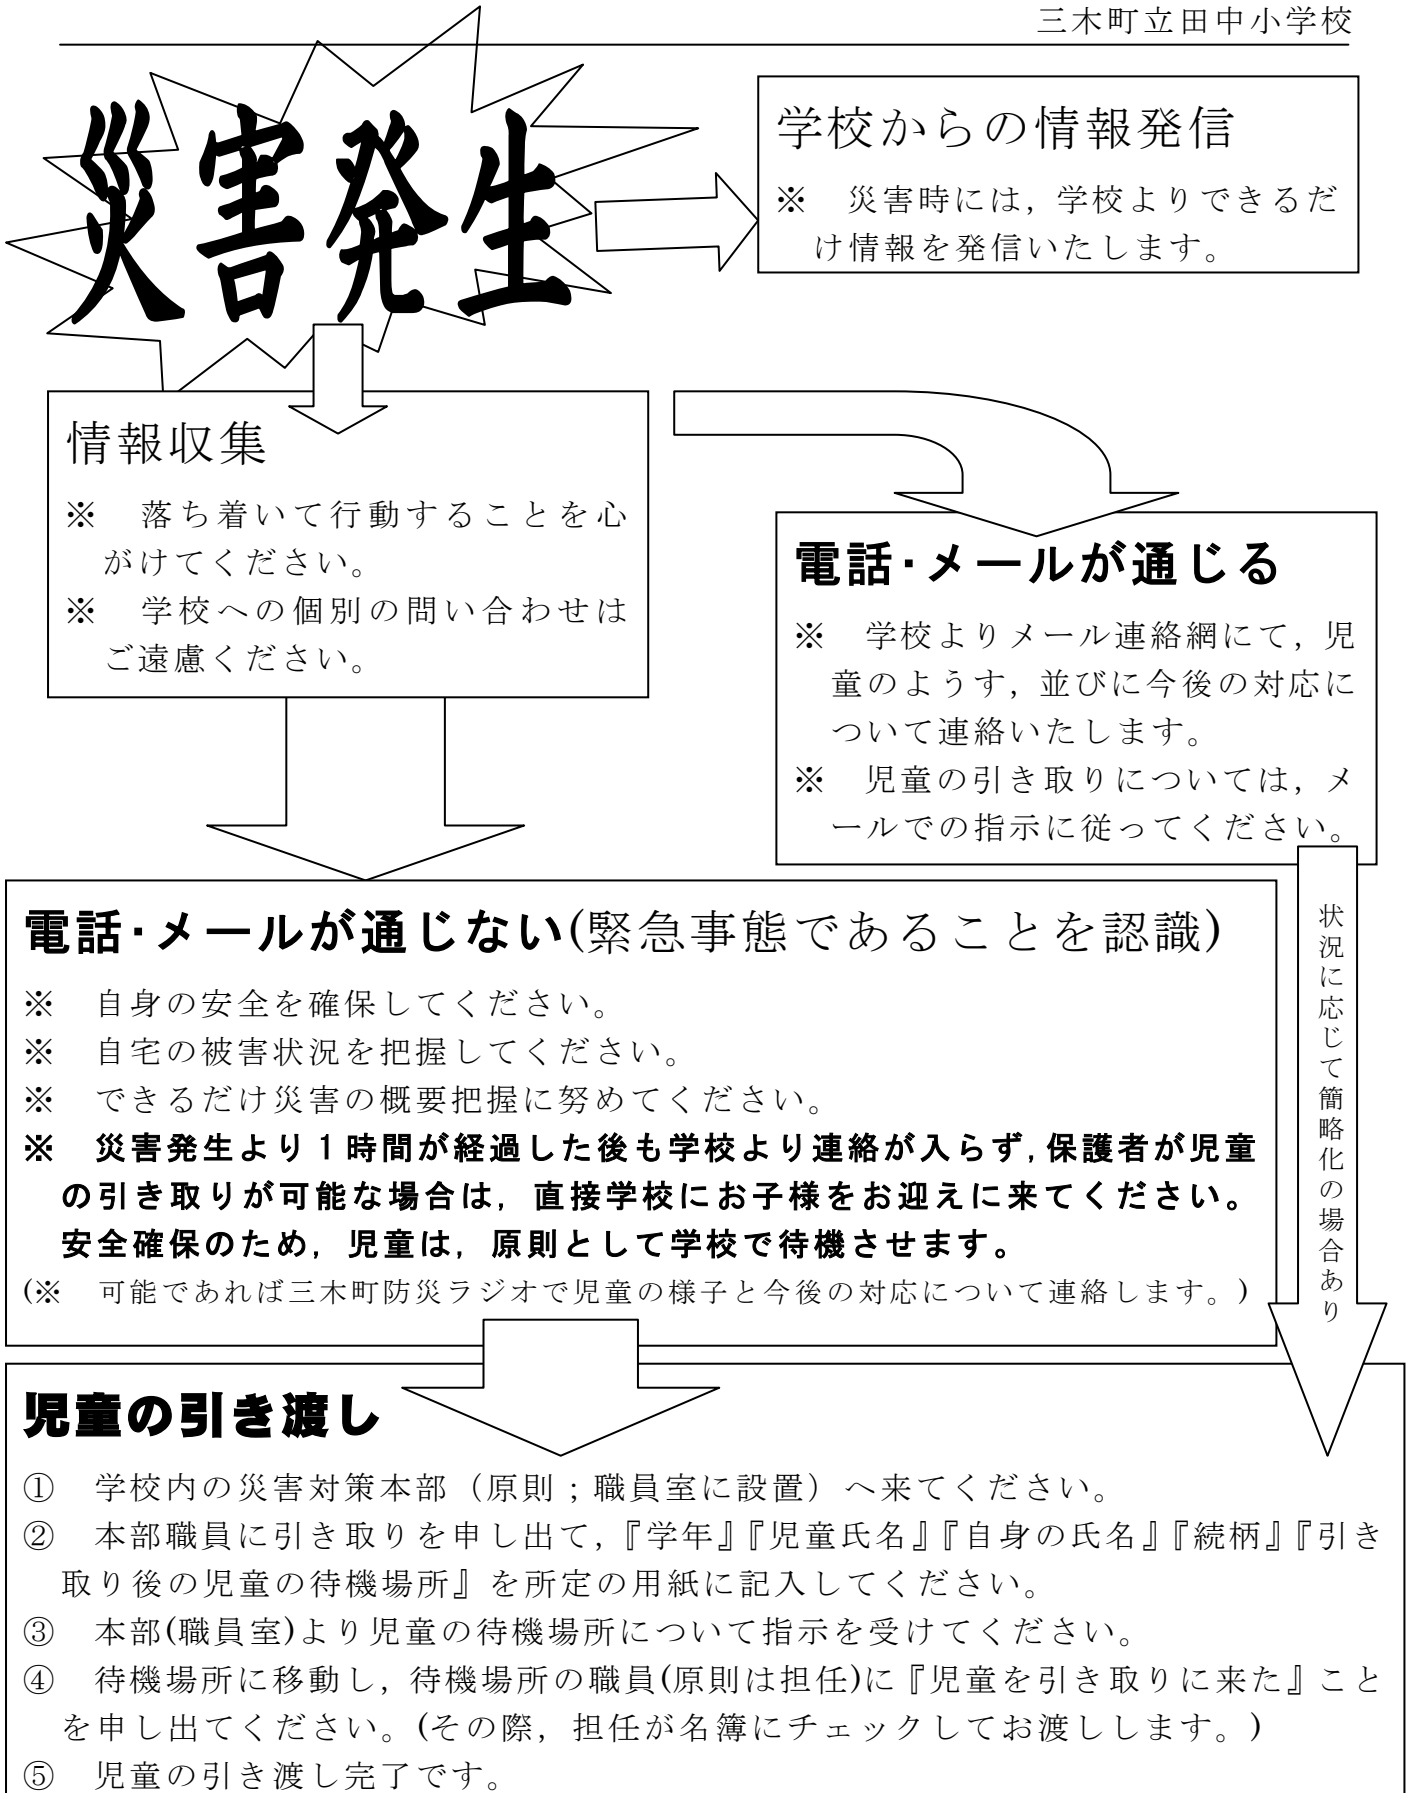 三木町立田中小学校
災害発生
学校からの情報発信
※　災害時には，学校よりできるだ
け情報を発信いたします。
情報収集
※　落ち着いて行動することを心
がけてください。
※　学校への個別の問い合わせは
ご遠慮ください。
電話・メールが通じる
※　学校よりメール連絡網にて，児
童のようす，並びに今後の対応に
ついて連絡いたします。
※　児童の引き取りについては，メ
ールでの指示に従ってください。
電話・メールが通じない(緊急事態であることを認識)
※　自身の安全を確保してください。
※　自宅の被害状況を把握してください。
※　できるだけ災害の概要把握に努めてください。
※　災害発生より１時間が経過した後も学校より連絡が入らず，保護者が児童
の引き取りが可能な場合は，直接学校にお子様をお迎えに来てください。
安全確保のため，児童は，原則として学校で待機させます。
(※　可能であれば三木町防災ラジオで児童の様子と今後の対応について連絡します。)
状況に応じて簡略化の場合あり
児童の引き渡し
①　学校内の災害対策本部（原則；職員室に設置）へ来てください。
②　本部職員に引き取りを申し出て，『学年』『児童氏名』『自身の氏名』『続柄』『引き
取り後の児童の待機場所』を所定の用紙に記入してください。
③　本部(職員室)より児童の待機場所について指示を受けてください。
④　待機場所に移動し，待機場所の職員(原則は担任)に『児童を引き取りに来た』こと
を申し出てください。(その際，担任が名簿にチェックしてお渡しします。)
⑤　児童の引き渡し完了です。